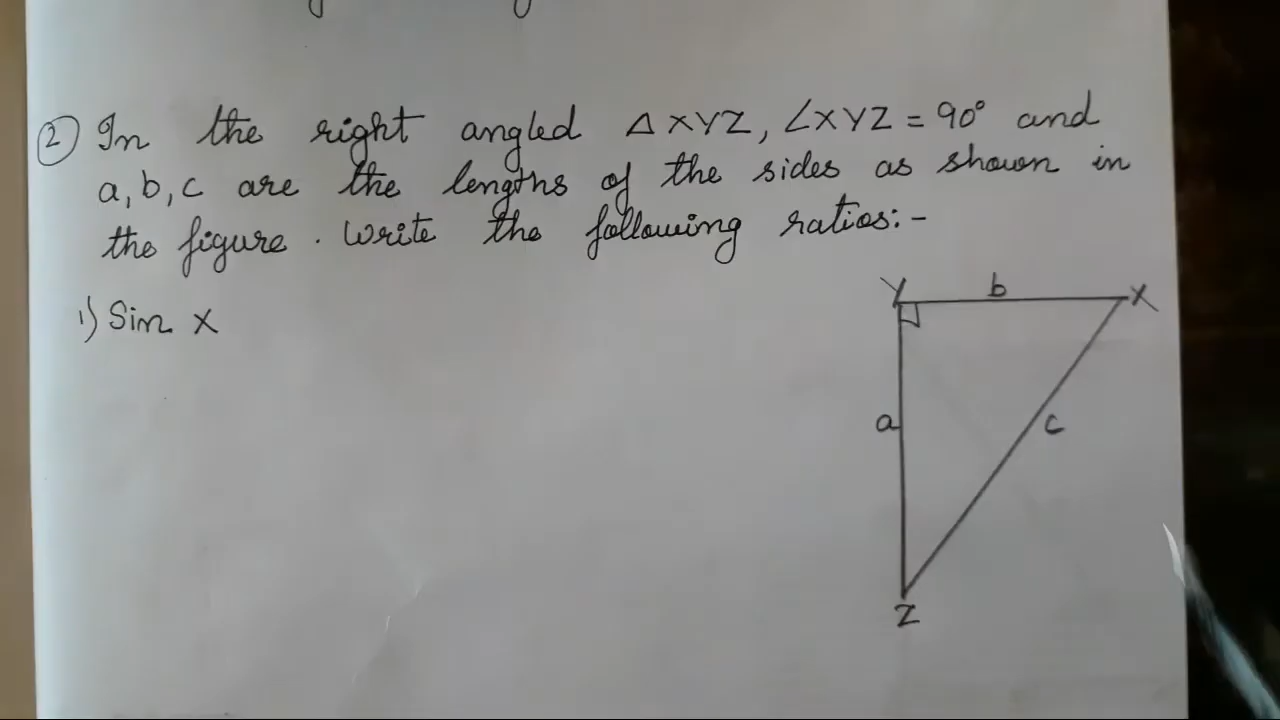 ② In the right angled △XYZ, ∠XYZ = 90° and
a, b, c are the lengths of the sides as shown in
the figure. Write the following ratios:-
1) Sin X
Y b X
a
c
Z